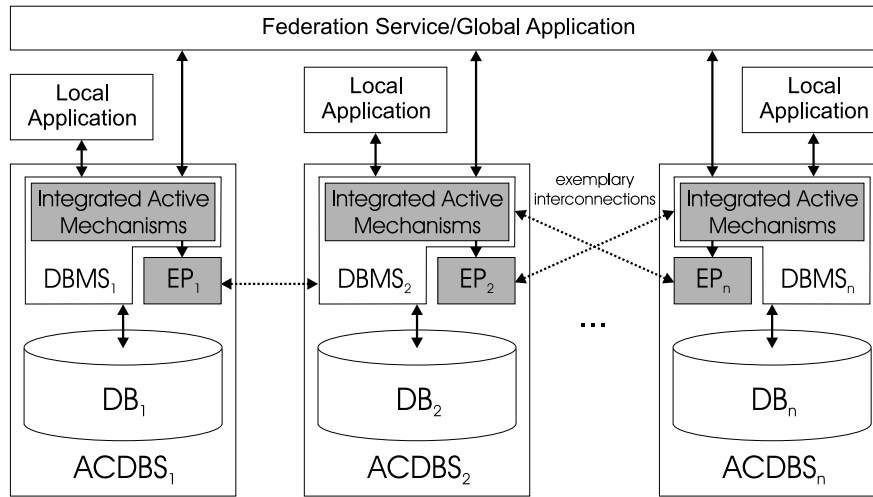 Federation Service/Global Application
Local
Application
Local
Application
Local
Application
exemplary
interconnections
Integrated Active
Mechanisms
Integrated Active
Mechanisms
Integrated Active
Mechanisms
DBMS₁
EP₁
DBMS₂
EP₂
EPₙ
DBMSₙ
...
DB₁
DB₂
DBₙ
ACDBS₁
ACDBS₂
ACDBSₙ